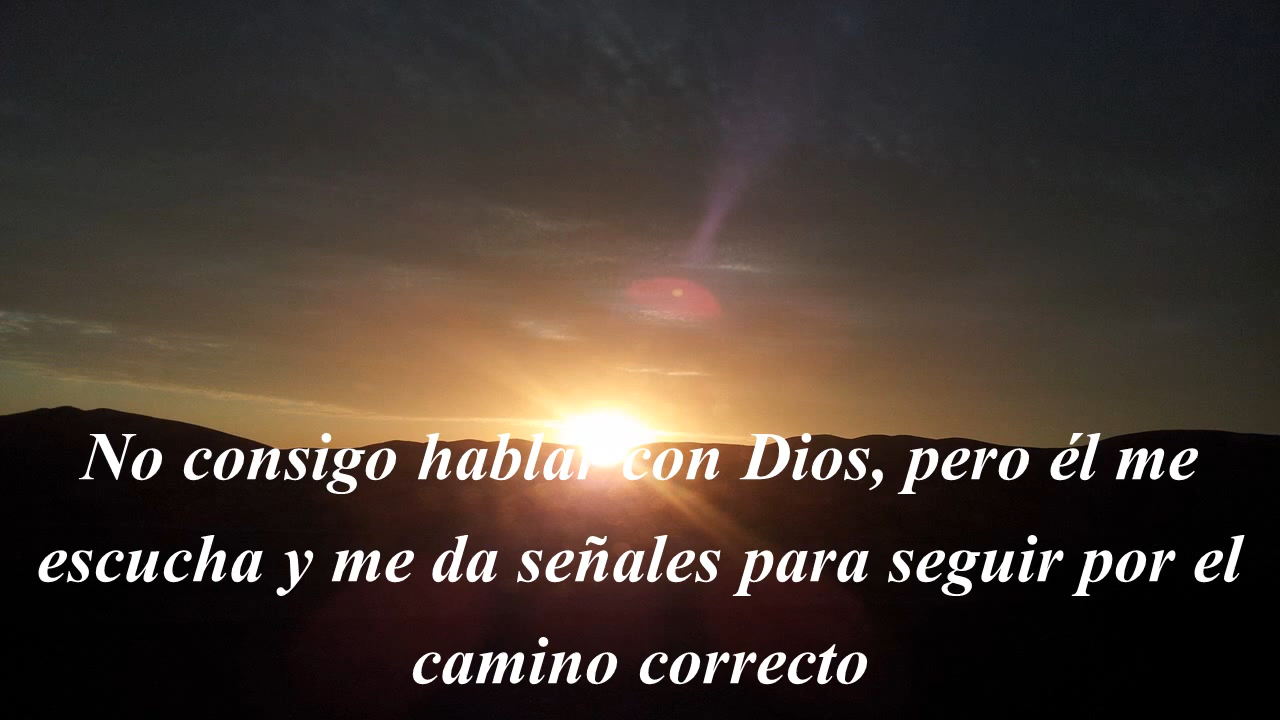 No consigo hablar con Dios, pero él me
escucha y me da señales para seguir por el
camino correcto